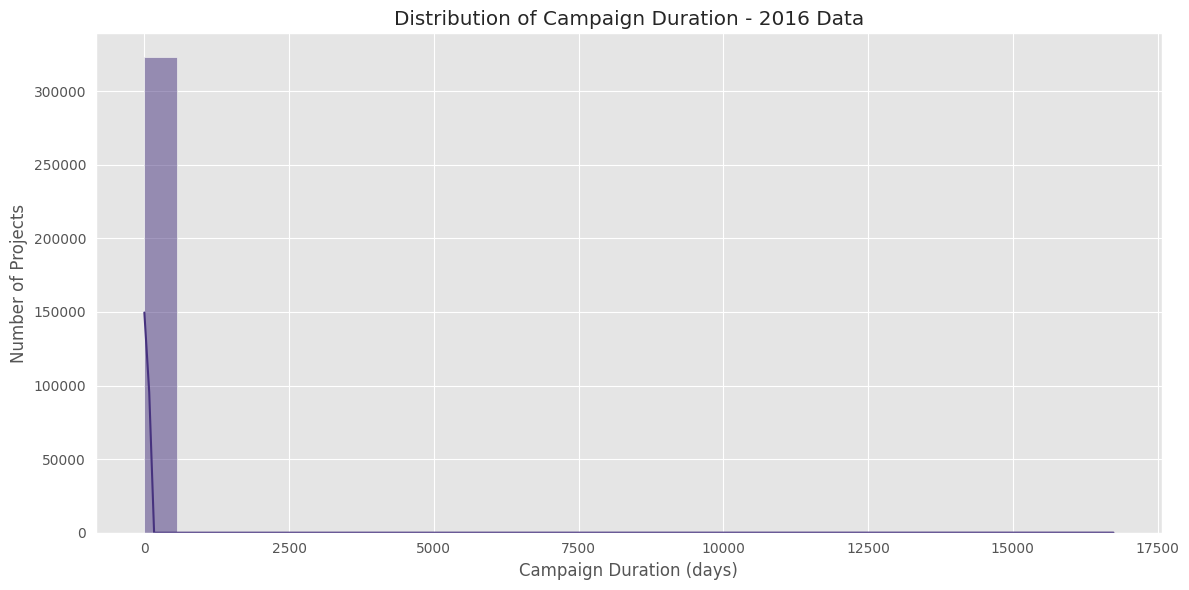 Distribution of Campaign Duration - 2016 Data
Number of Projects
300000
250000
200000
150000
100000
50000
0
0 2500 5000 7500 10000 12500 15000 17500
Campaign Duration (days)